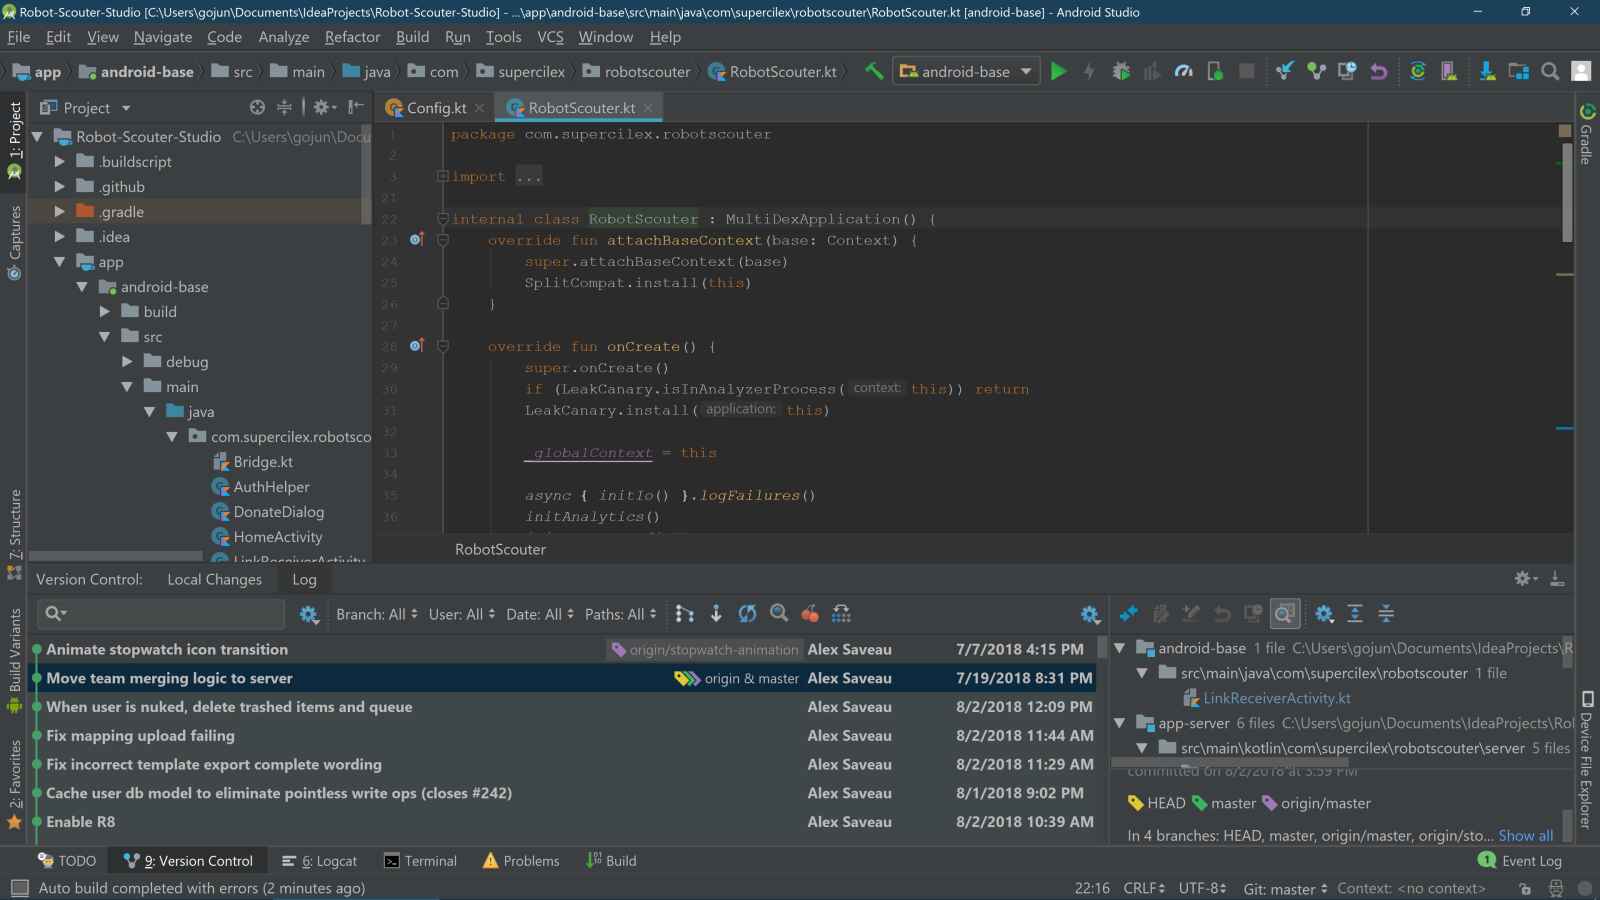 Robot-Scouter-Studio [C:\Users\gojun\Documents\IdeaProjects\Robot-Scouter-Studio] - ...\app\android-base\src\main\java\com\supercilex\robotscouter\RobotScouter.kt [android-base] - Android Studio
File Edit View Navigate Code Analyze Refactor Build Run Tools VCS Window Help
app android-base src main java com supercilex robotscouter RobotScouter.kt android-base
1: Project
Captures
7: Structure
Build Variants
2: Favorites
Project
Robot-Scouter-Studio C:\Users\gojun\Docu
.buildscript
.github
.gradle
.idea
app
android-base
build
src
debug
main
java
com.supercilex.robotsco
Bridge.kt
AuthHelper
DonateDialog
HomeActivity
LinkReceiverActivity
Config.kt RobotScouter.kt
1 package com.supercilex.robotscouter
2
3 import ...
21
22 internal class RobotScouter : MultiDexApplication() {
23 override fun attachBaseContext(base: Context) {
24 super.attachBaseContext(base)
25 SplitCompat.install(this)
26 }
27
28 override fun onCreate() {
29 super.onCreate()
30 if (LeakCanary.isInAnalyzerProcess( context: this)) return
31 LeakCanary.install( application: this)
32
33 _globalContext = this
34
35 async { initIo() }.logFailures()
36 initAnalytics()
RobotScouter
Gradle
Device File Explorer
Version Control: Local Changes Log
Branch: All User: All Date: All Paths: All
Animate stopwatch icon transition origin/stopwatch-animation Alex Saveau 7/7/2018 4:15 PM
Move team merging logic to server origin & master Alex Saveau 7/19/2018 8:31 PM
When user is nuked, delete trashed items and queue Alex Saveau 8/2/2018 12:09 PM
Fix mapping upload failing Alex Saveau 8/2/2018 11:44 AM
Fix incorrect template export complete wording Alex Saveau 8/2/2018 11:29 AM
Cache user db model to eliminate pointless write ops (closes #242) Alex Saveau 8/1/2018 9:02 PM
Enable R8 Alex Saveau 8/2/2018 10:39 AM
android-base 1 file C:\Users\gojun\Documents\IdeaProjects\R
src\main\java\com\supercilex\robotscouter 1 file
LinkReceiverActivity.kt
app-server 6 files C:\Users\gojun\Documents\IdeaProjects\Rol
src\main\kotlin\com\supercilex\robotscouter\server 5 files
committed on 8/2/2018 at 3:59 PM
HEAD master origin/master
In 4 branches: HEAD, master, origin/master, origin/sto... Show all
TODO 9: Version Control 6: Logcat Terminal Problems Build 1 Event Log
Auto build completed with errors (2 minutes ago) 22:16 CRLF UTF-8 Git: master Context: <no context>